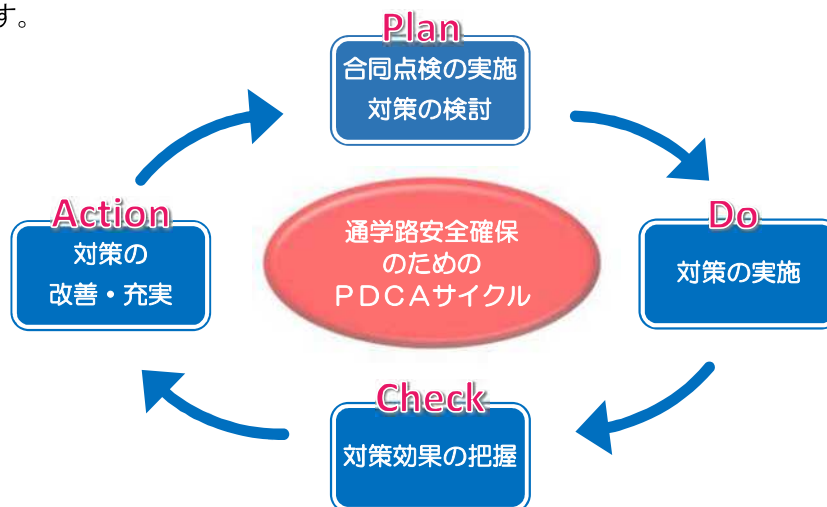 す。
Plan
合同点検の実施
対策の検討
Do
対策の実施
Check
対策効果の把握
Action
対策の
改善・充実
通学路安全確保
のための
PDCAサイクル